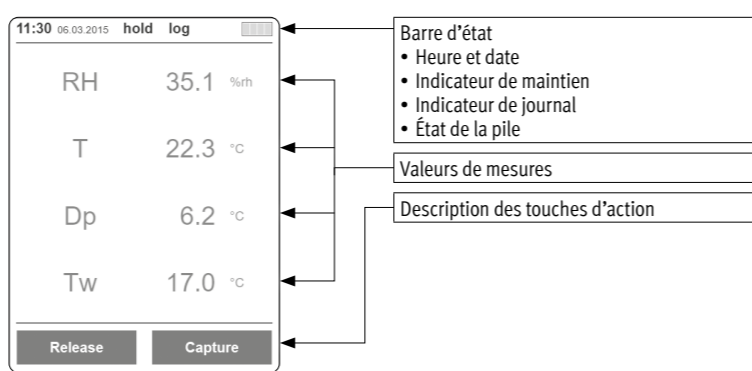 11:30 06.03.2015 hold log
RH 35.1 %rh
T 22.3 °C
Dp 6.2 °C
Tw 17.0 °C
Release Capture
Barre d'état
• Heure et date
• Indicateur de maintien
• Indicateur de journal
• État de la pile
Valeurs de mesures
Description des touches d'action